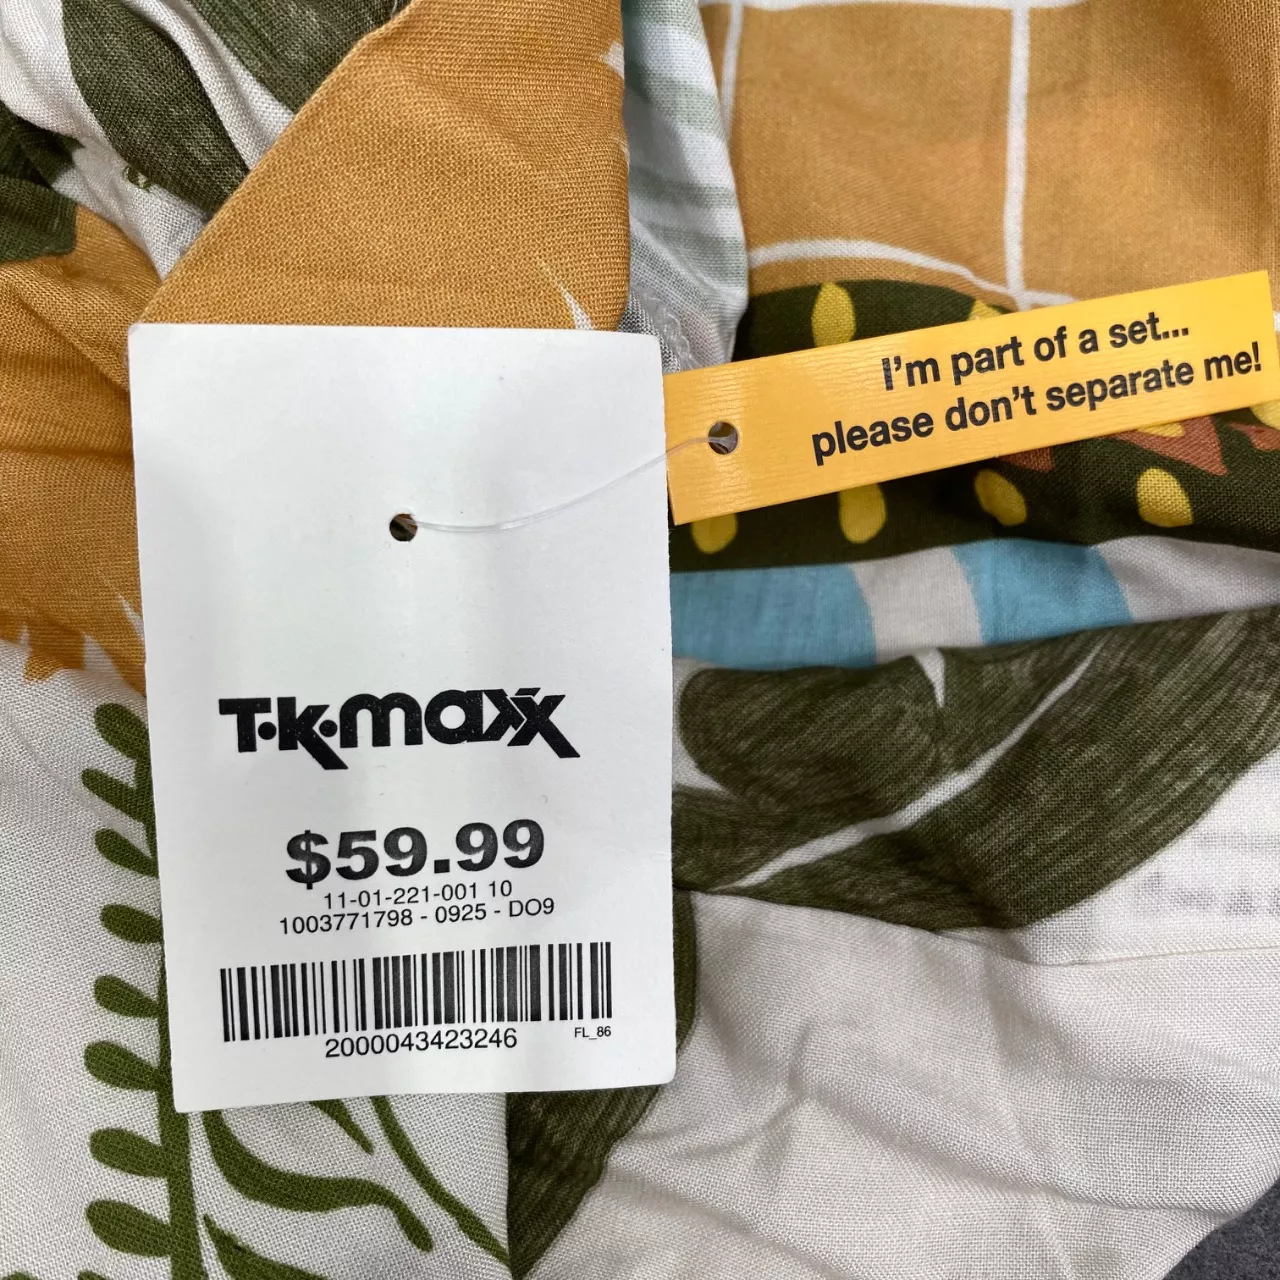 I'm part of a set...
please don't separate me!
T·K·maxx
$59.99
11-01-221-001 10
1003771798 - 0925 - DO9
2000043423246
FL_86